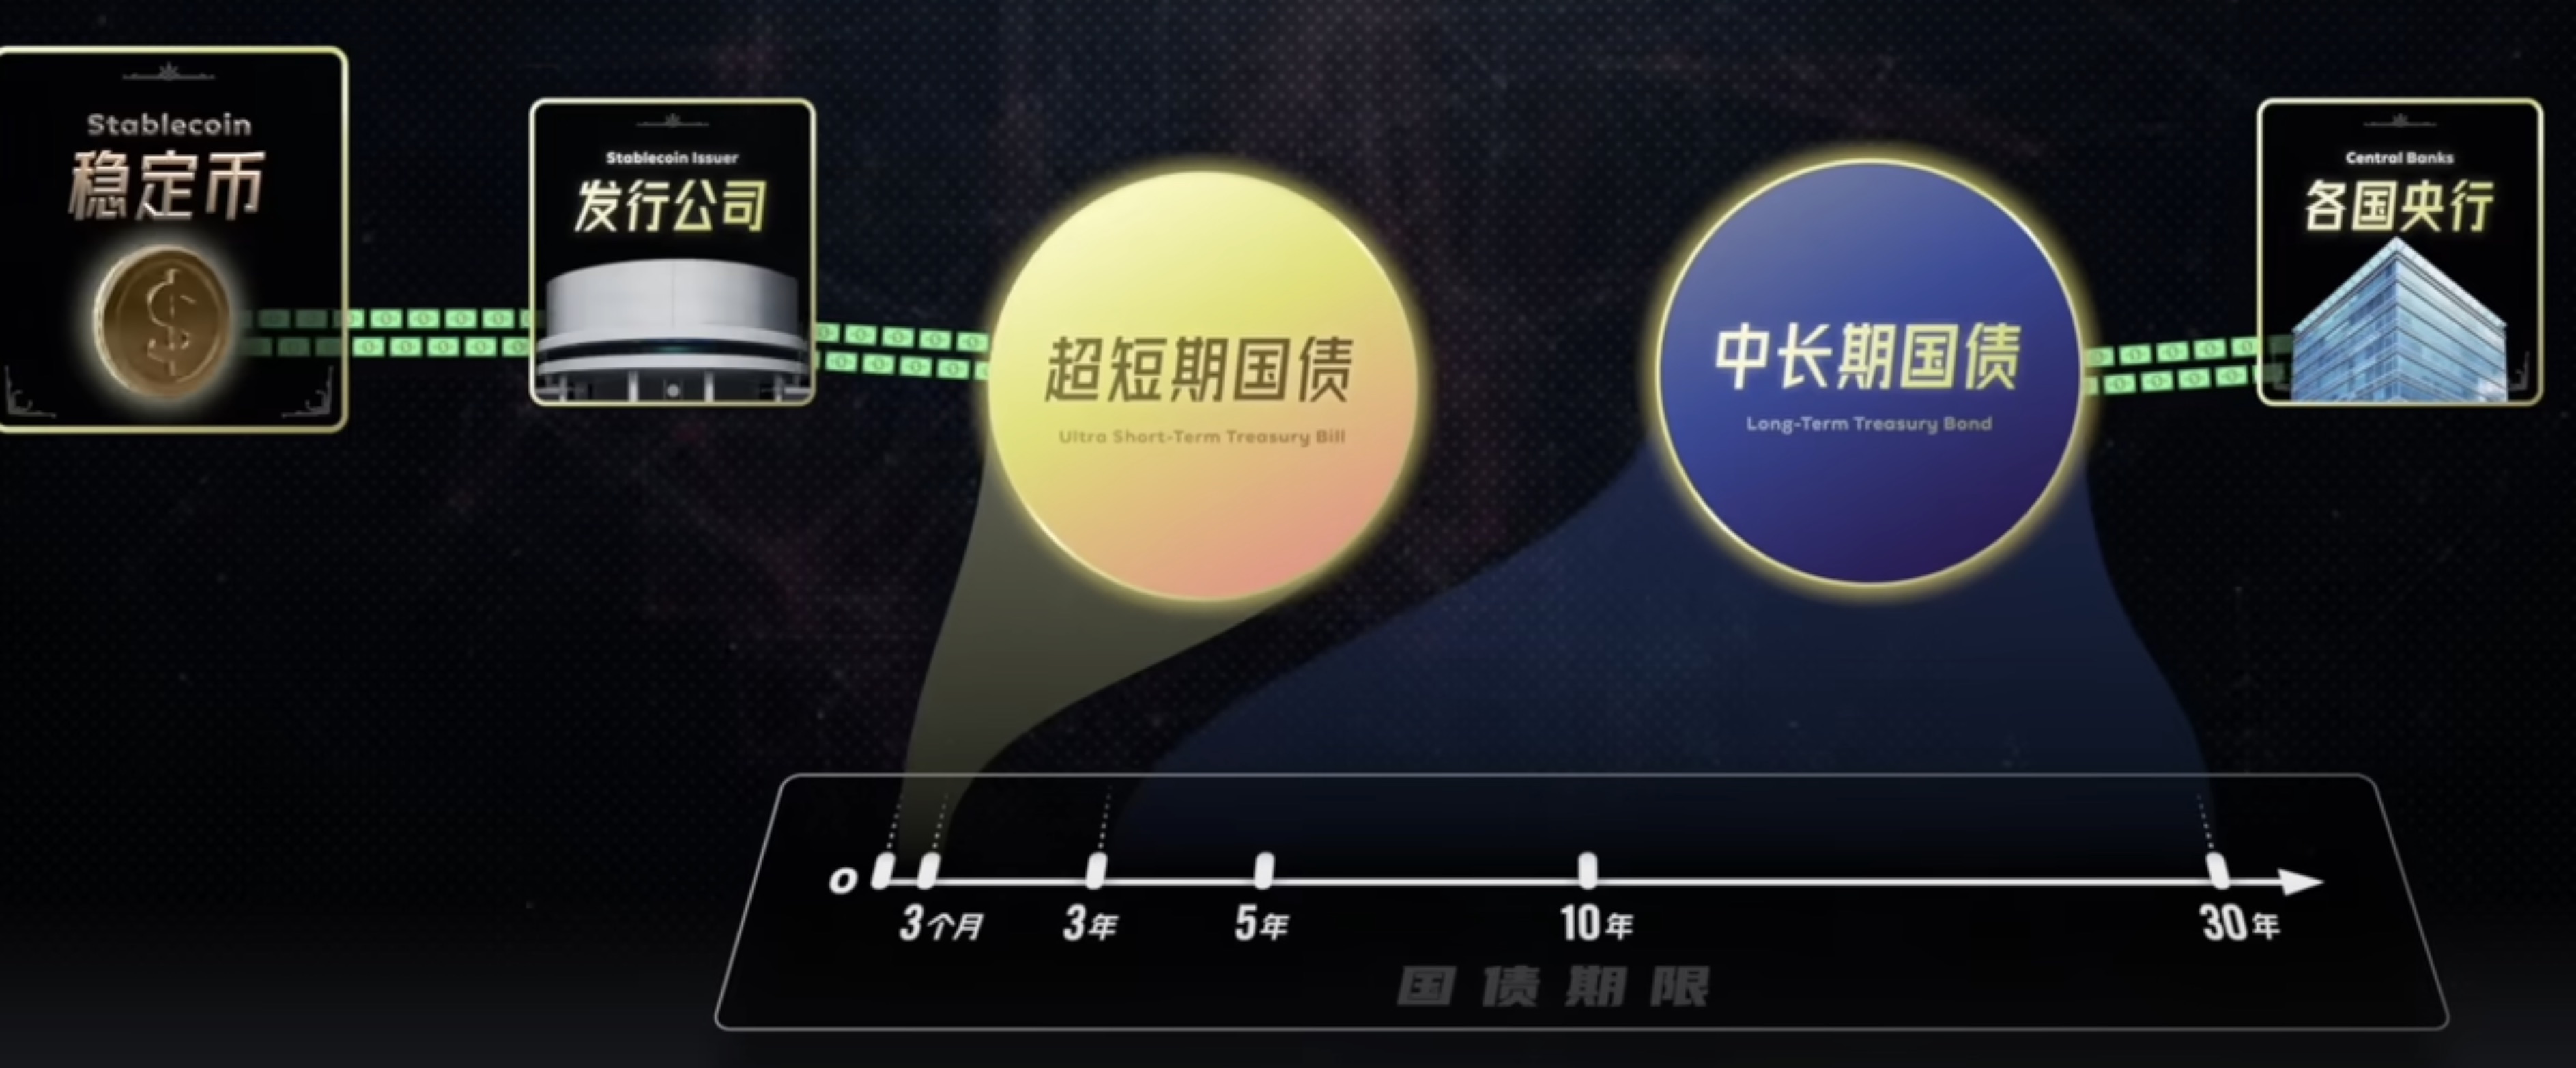 Stablecoin
稳定币
Stablecoin Issuer
发行公司
超短期国债
Ultra Short-Term Treasury Bill
中长期国债
Long-Term Treasury Bond
Central Banks
各国央行
0
3个月
3年
5年
10年
30年
国债期限